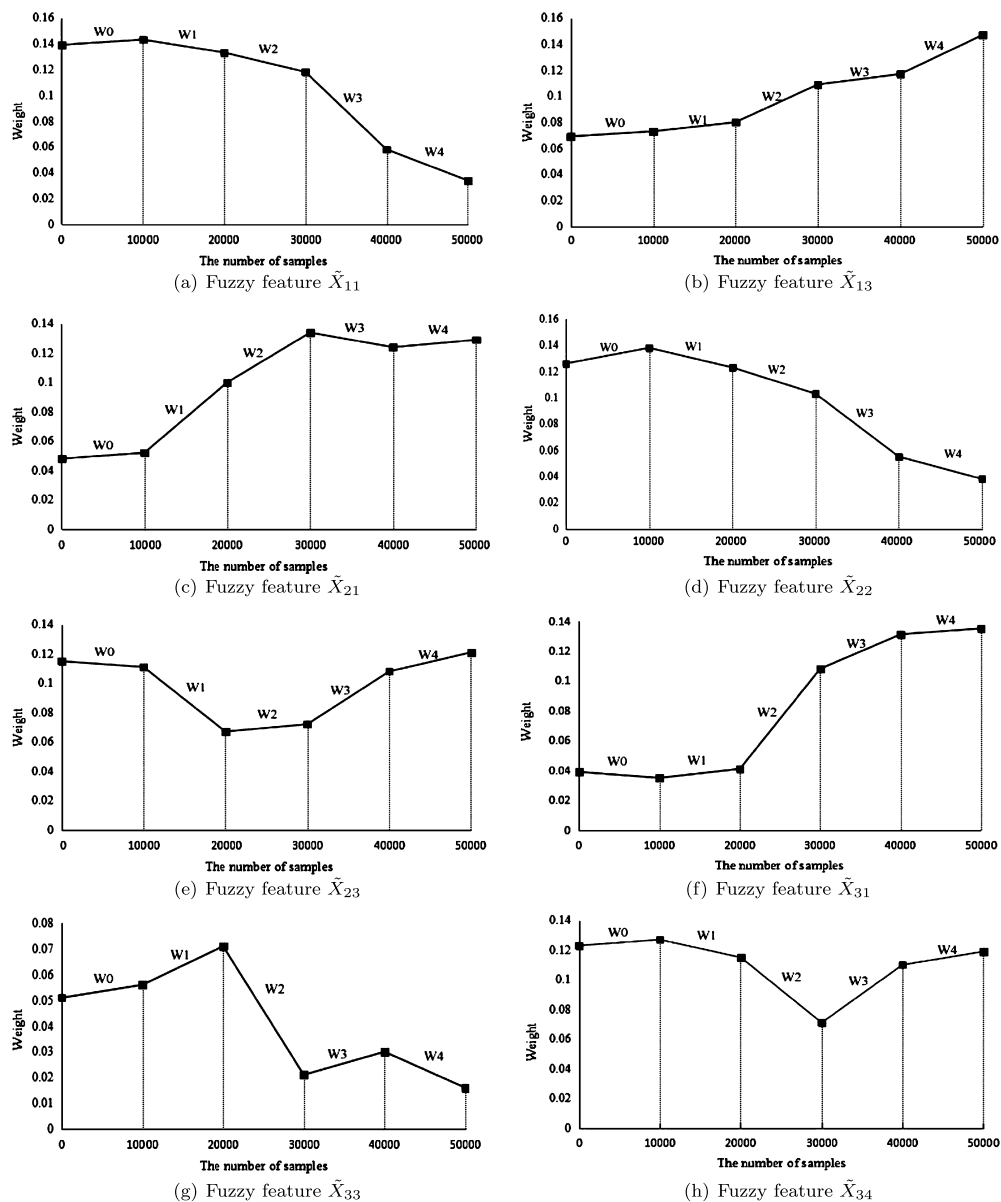 0.16
0.14
0.12
0.1
0.08
0.06
0.04
0.02
0
Weight
W0
W1
W2
W3
W4
0
10000
20000
30000
40000
50000
The number of samples
(a) Fuzzy feature X̃₁₁
0.16
0.14
0.12
0.1
0.08
0.06
0.04
0.02
0
Weight
W0
W1
W2
W3
W4
0
10000
20000
30000
40000
50000
The number of samples
(b) Fuzzy feature X̃₁₃
0.14
0.12
0.1
0.08
0.06
0.04
0.02
0
Weight
W0
W1
W2
W3
W4
0
10000
20000
30000
40000
50000
The number of samples
(c) Fuzzy feature X̃₂₁
0.16
0.14
0.12
0.1
0.08
0.06
0.04
0.02
0
Weight
W0
W1
W2
W3
W4
0
10000
20000
30000
40000
50000
The number of samples
(d) Fuzzy feature X̃₂₂
0.14
0.12
0.1
0.08
0.06
0.04
0.02
0
Weight
W0
W1
W2
W3
W4
0
10000
20000
30000
40000
50000
The number of samples
(e) Fuzzy feature X̃₂₃
0.14
0.12
0.1
0.08
0.06
0.04
0.02
0
Weight
W0
W1
W2
W3
W4
0
10000
20000
30000
40000
50000
The number of samples
(f) Fuzzy feature X̃₃₁
0.08
0.07
0.06
0.05
0.04
0.03
0.02
0.01
0
Weight
W0
W1
W2
W3
W4
0
10000
20000
30000
40000
50000
The number of samples
(g) Fuzzy feature X̃₃₃
0.14
0.12
0.1
0.08
0.06
0.04
0.02
0
Weight
W0
W1
W2
W3
W4
0
10000
20000
30000
40000
50000
The number of samples
(h) Fuzzy feature X̃₃₄